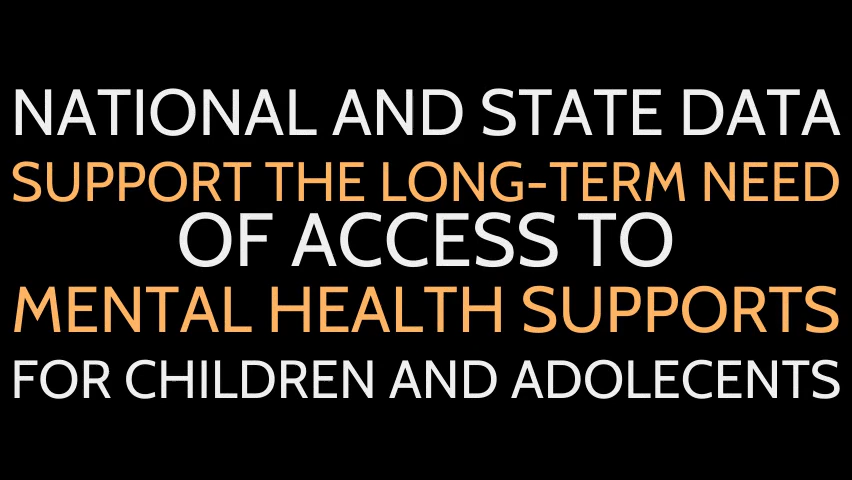 NATIONAL AND STATE DATA
SUPPORT THE LONG-TERM NEED
OF ACCESS TO
MENTAL HEALTH SUPPORTS
FOR CHILDREN AND ADOLECENTS